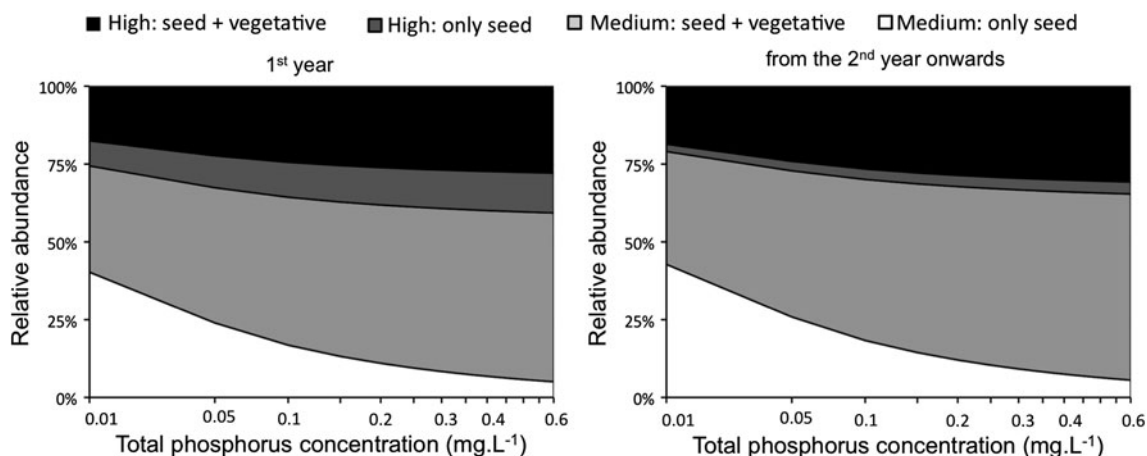 High: seed + vegetative High: only seed Medium: seed + vegetative Medium: only seed
1st year
from the 2nd year onwards
Relative abundance
100%
75%
50%
25%
0%
0.01 0.05 0.1 0.2 0.3 0.4 0.6
Total phosphorus concentration (mg.L-1)
Relative abundance
100%
75%
50%
25%
0%
0.01 0.05 0.1 0.2 0.3 0.4 0.6
Total phosphorus concentration (mg.L-1)